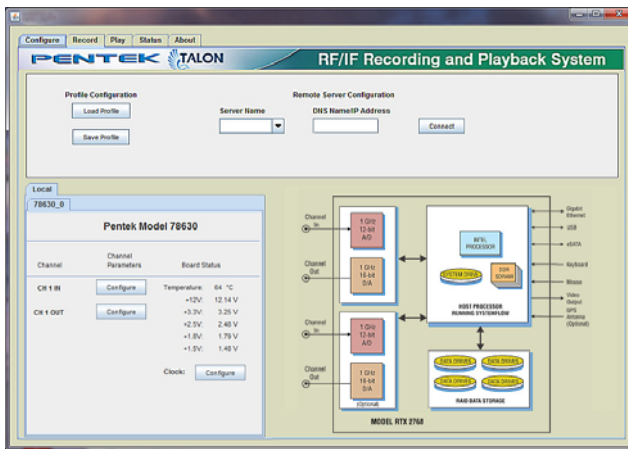 Configure Record Play Status About
PENTEK TALON RF/IF Recording and Playback System
Profile Configuration Remote Server Configuration
Load Profile Server Name DNS Name/IP Address
Connect
Save Profile
Local
78630_0
Pentek Model 78630
Channel Channel Parameters Board Status
CH 1 IN Configure Temperature: 64 °C
+12V: 12.14 V
CH 1 OUT Configure +3.3V: 3.25 V
+2.5V: 2.48 V
+1.8V: 1.79 V
+1.5V: 1.48 V
Clock: Configure
Channel In
1 GHz 12-bit A/D
Channel Out
1 GHz 16-bit D/A
Channel In
1 GHz 12-bit A/D
Channel Out
1 GHz 16-bit D/A
(Optional)
INTEL PROCESSOR
SYSTEM DRIVE
DDR SDRAM
HOST PROCESSOR
RUNNING SYSTEMFLOW
Gigabit Ethernet
USB
eSATA
Keyboard
Mouse
Video Output
GPS Antenna (Optional)
DATA DRIVES DATA DRIVES
DATA DRIVES DATA DRIVES
RAID DATA STORAGE
MODEL RTX 2768